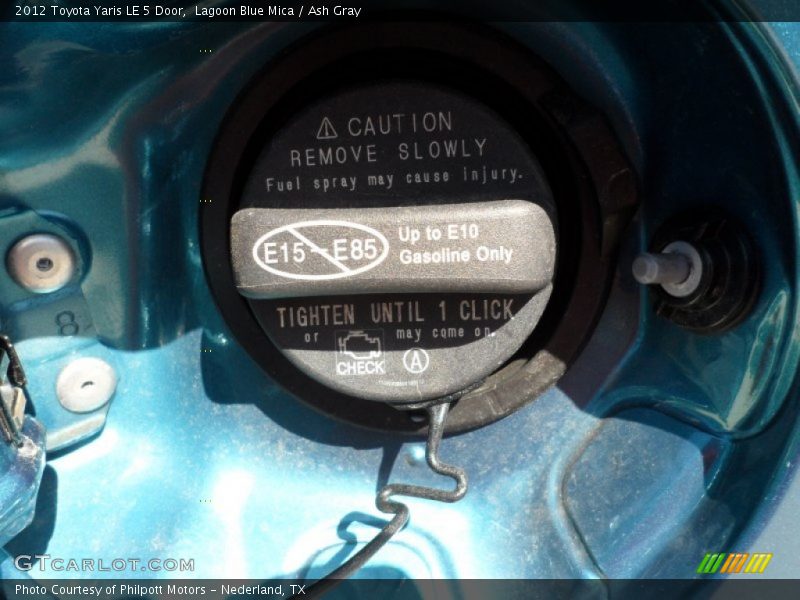 2012 Toyota Yaris LE 5 Door, Lagoon Blue Mica / Ash Gray
⚠ CAUTION
REMOVE SLOWLY
Fuel spray may cause injury.
E15-E85 Up to E10
Gasoline Only
TIGHTEN UNTIL 1 CLICK
or may come on.
CHECK A
8
GTCARLOT.COM
Photo Courtesy of Philpott Motors - Nederland, TX